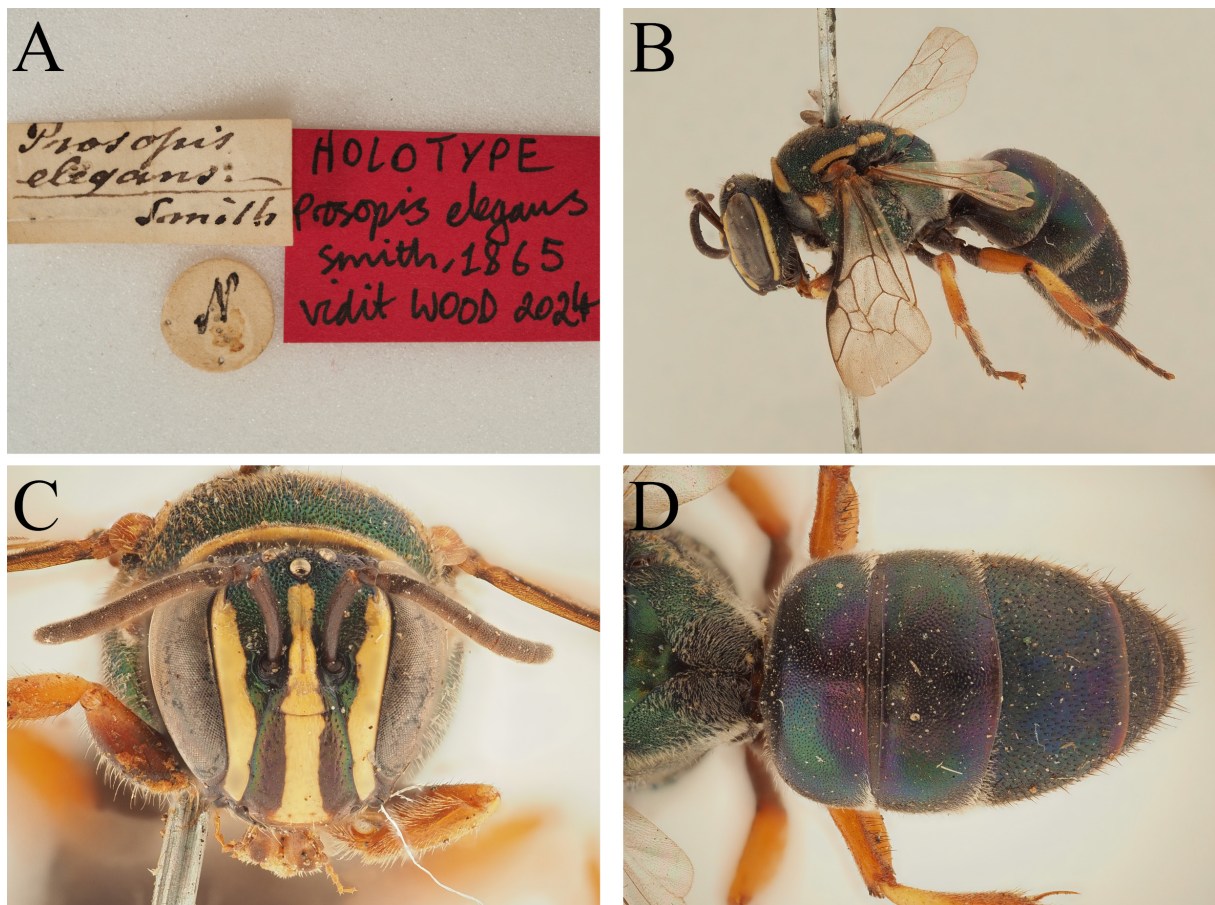 A
Prosopis
elegans:
Smith
N
HOLOTYPE
Prosopis elegans
Smith, 1865
vidit WOOD 2024
B
C
D